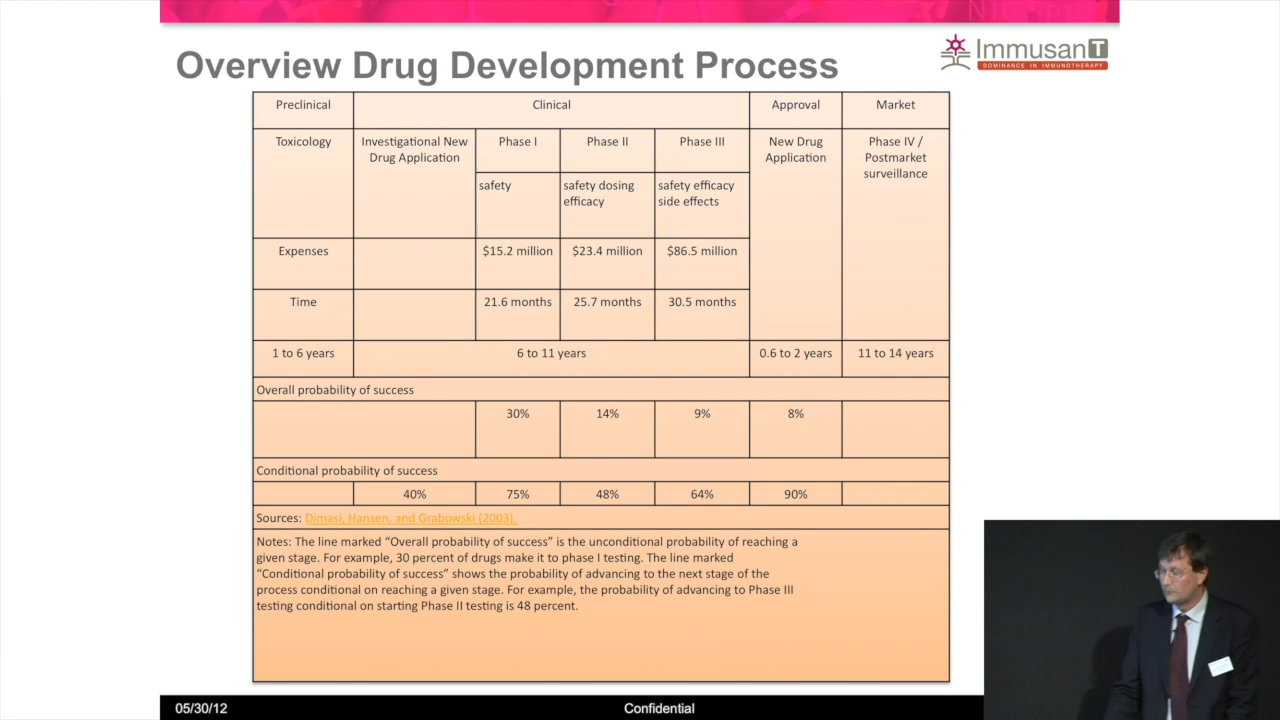 Overview Drug Development Process
ImmusanT
DOMINANCE IN IMMUNOTHERAPY
Preclinical
Clinical
Approval
Market
Toxicology
Investigational New
Drug Application
Phase I
Phase II
Phase III
New Drug
Application
Phase IV /
Postmarket
surveillance
safety
safety dosing
efficacy
safety efficacy
side effects
Expenses
$15.2 million
$23.4 million
$86.5 million
Time
21.6 months
25.7 months
30.5 months
1 to 6 years
6 to 11 years
0.6 to 2 years
11 to 14 years
Overall probability of success
30%
14%
9%
8%
Conditional probability of success
40%
75%
48%
64%
90%
Sources: Dimasi, Hansen, and Grabowski (2003).
Notes: The line marked “Overall probability of success” is the unconditional probability of reaching a
given stage. For example, 30 percent of drugs make it to phase I testing. The line marked
“Conditional probability of success” shows the probability of advancing to the next stage of the
process conditional on reaching a given stage. For example, the probability of advancing to Phase III
testing conditional on starting Phase II testing is 48 percent.
05/30/12
Confidential